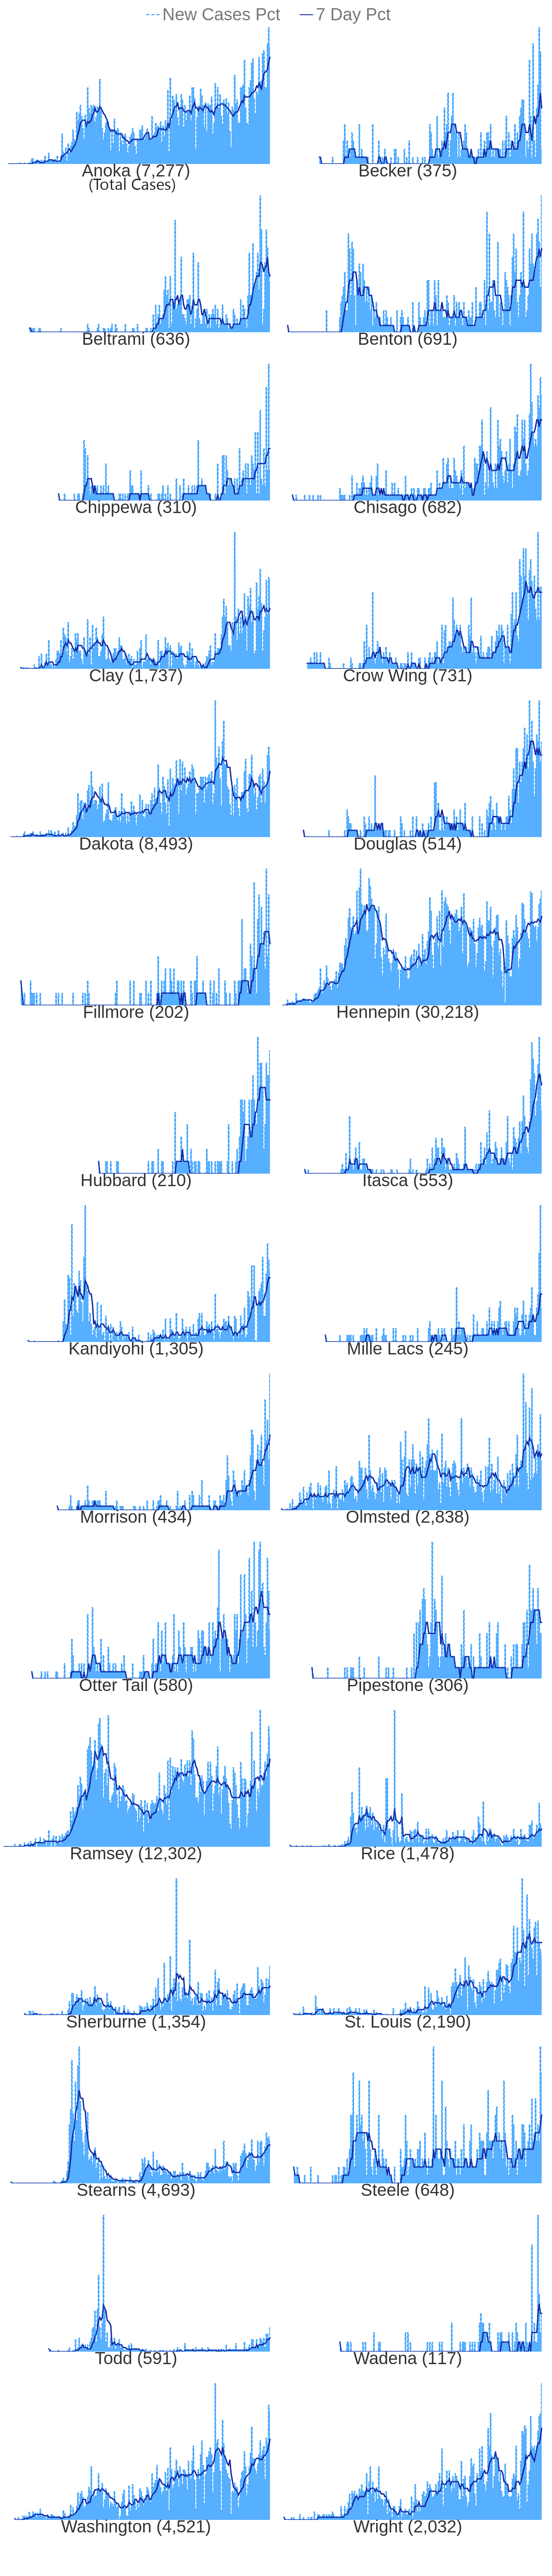 New Cases Pct 7 Day Pct
Anoka (7,277) Becker (375)
(Total Cases)
Beltrami (636) Benton (691)
Chippewa (310) Chisago (682)
Clay (1,737) Crow Wing (731)
Dakota (8,493) Douglas (514)
Fillmore (202) Hennepin (30,218)
Hubbard (210) Itasca (553)
Kandiyohi (1,305) Mille Lacs (245)
Morrison (434) Olmsted (2,838)
Otter Tail (580) Pipestone (306)
Ramsey (12,302) Rice (1,478)
Sherburne (1,354) St. Louis (2,190)
Stearns (4,693) Steele (648)
Todd (591) Wadena (117)
Washington (4,521) Wright (2,032)